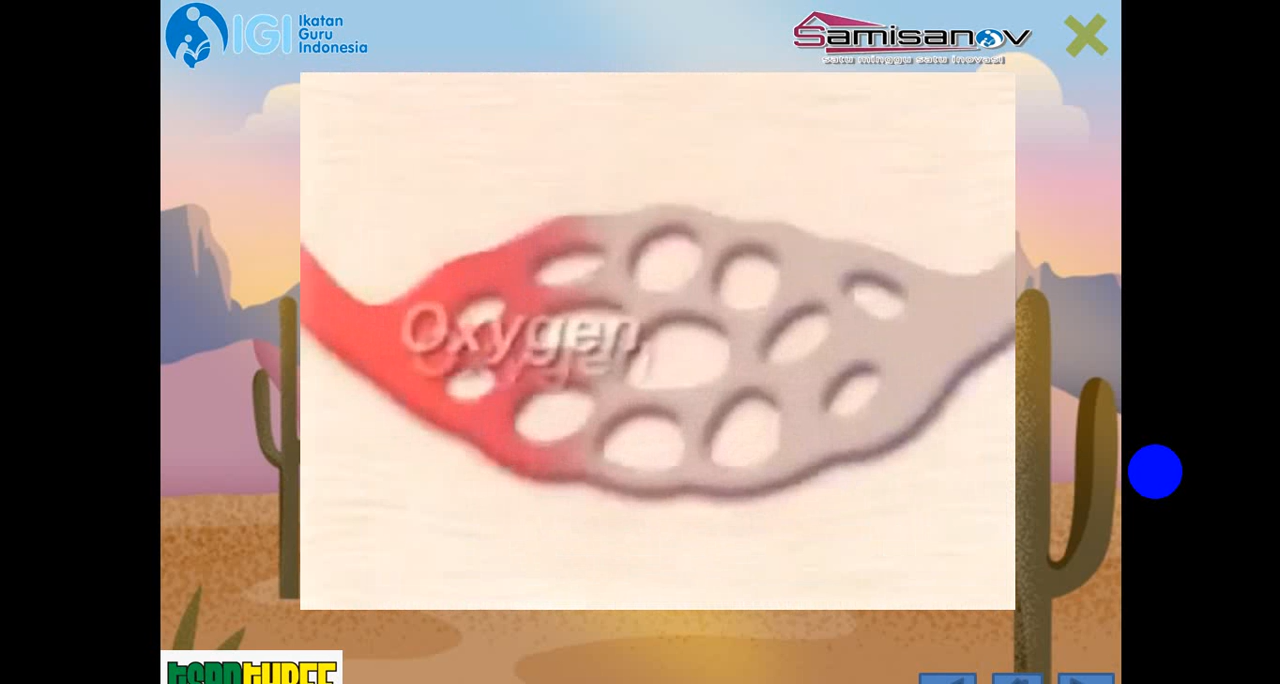 IGI
Ikatan
Guru
Indonesia
Samisanov
satu minggu satu inovasi
Oxygen